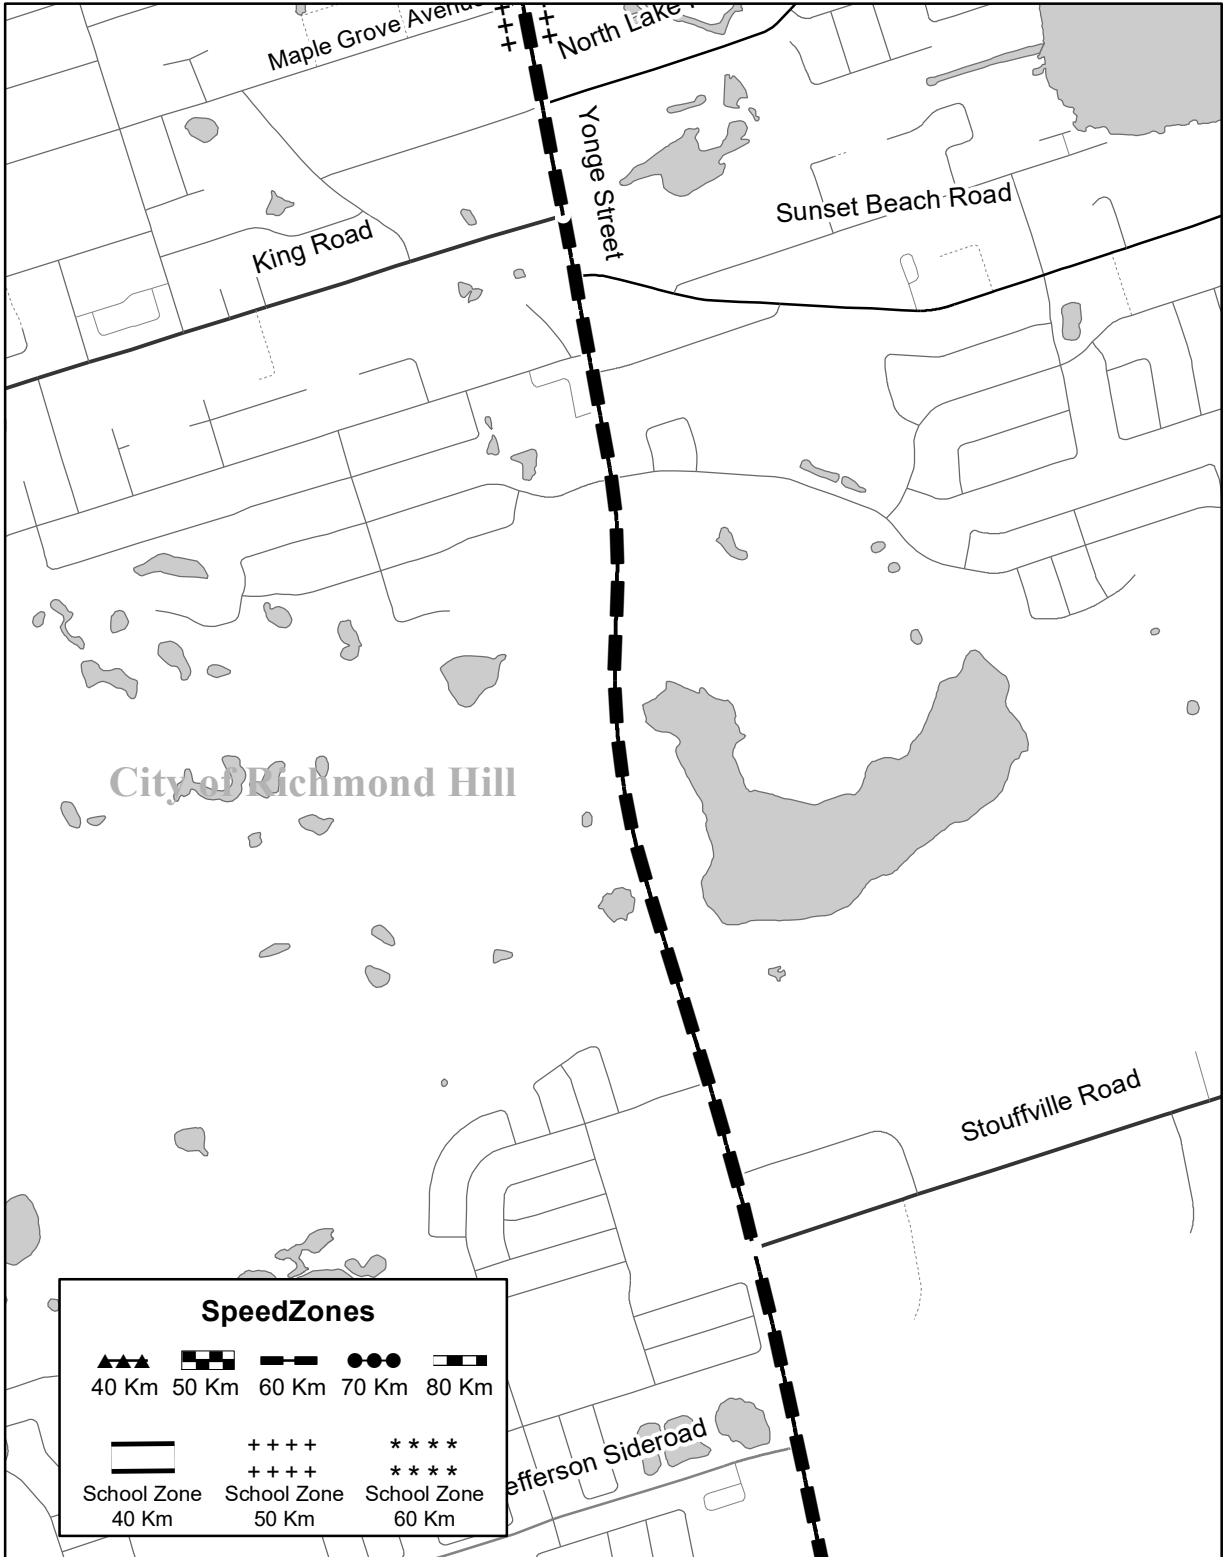 Maple Grove Avenue
North Lake
Yonge Street
Sunset Beach Road
King Road
City of Richmond Hill
Stouffville Road
SpeedZones
40 Km 50 Km 60 Km 70 Km 80 Km
School Zone School Zone School Zone
40 Km 50 Km 60 Km
efferson Sideroad